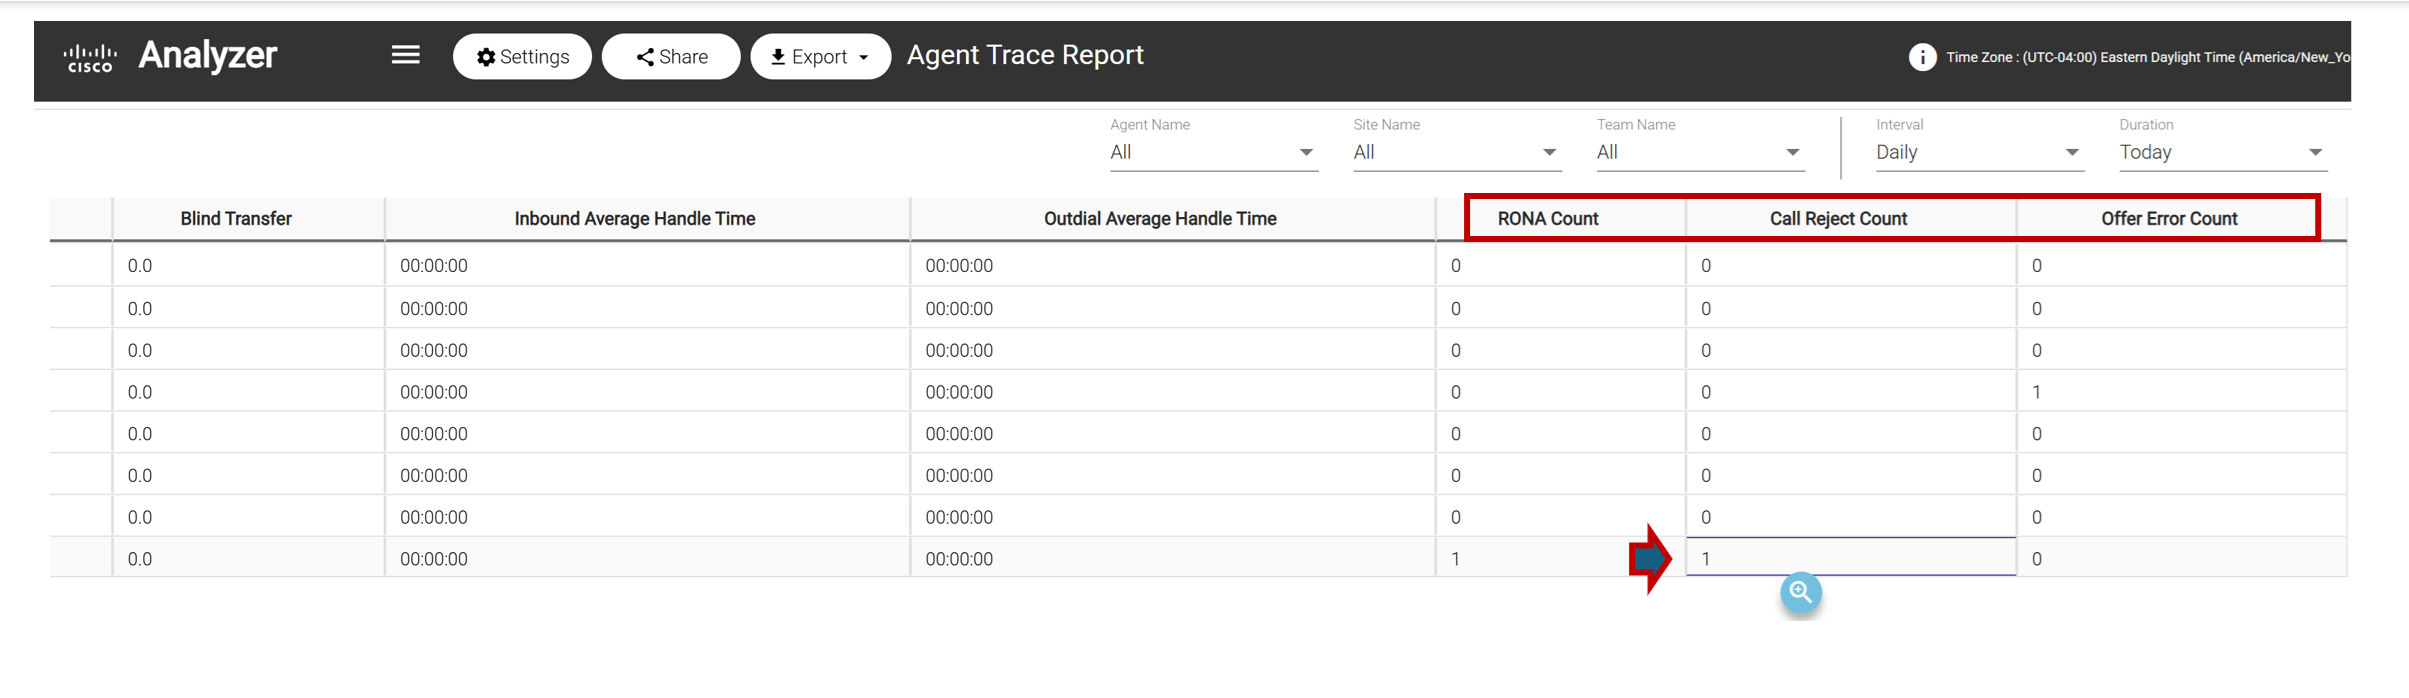 CISCO Analyzer Settings Share Export Agent Trace Report i Time Zone : (UTC-04:00) Eastern Daylight Time (America/New_Yo
Agent Name Site Name Team Name Interval Duration
All All All Daily Today
Blind Transfer Inbound Average Handle Time Outdial Average Handle Time RONA Count Call Reject Count Offer Error Count
0.0 00:00:00 00:00:00 0 0 0
0.0 00:00:00 00:00:00 0 0 0
0.0 00:00:00 00:00:00 0 0 0
0.0 00:00:00 00:00:00 0 0 1
0.0 00:00:00 00:00:00 0 0 0
0.0 00:00:00 00:00:00 0 0 0
0.0 00:00:00 00:00:00 0 0 0
0.0 00:00:00 00:00:00 1 1 0